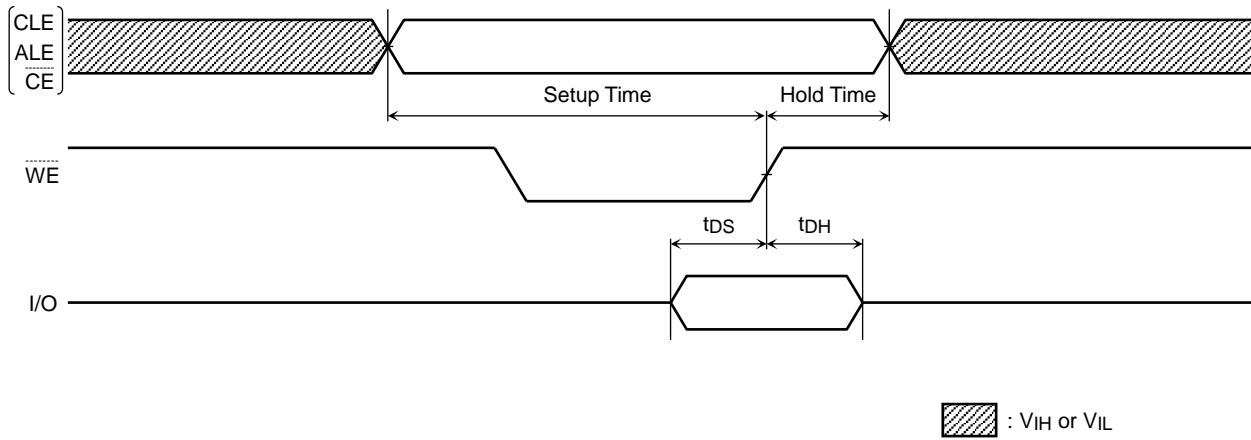 CLE
ALE
CE
Setup Time
Hold Time
WE
tDS
tDH
I/O
: VIH or VIL